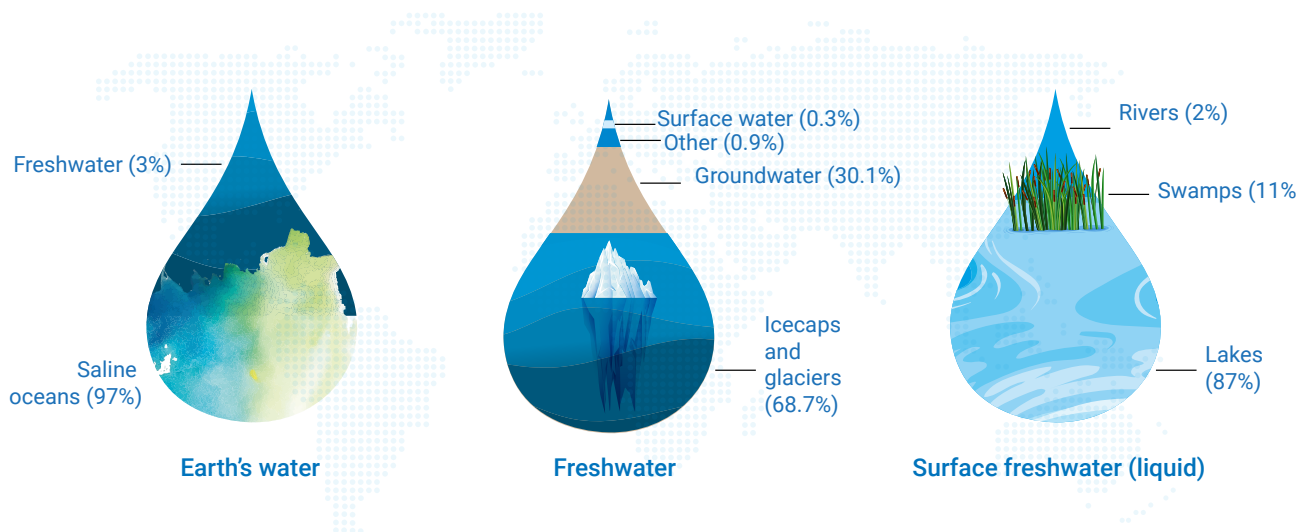 Freshwater (3%)
Saline
oceans (97%)
Earth's water
Surface water (0.3%)
Other (0.9%)
Groundwater (30.1%)
Icecaps
and
glaciers
(68.7%)
Freshwater
Rivers (2%)
Swamps (11%
Lakes
(87%)
Surface freshwater (liquid)